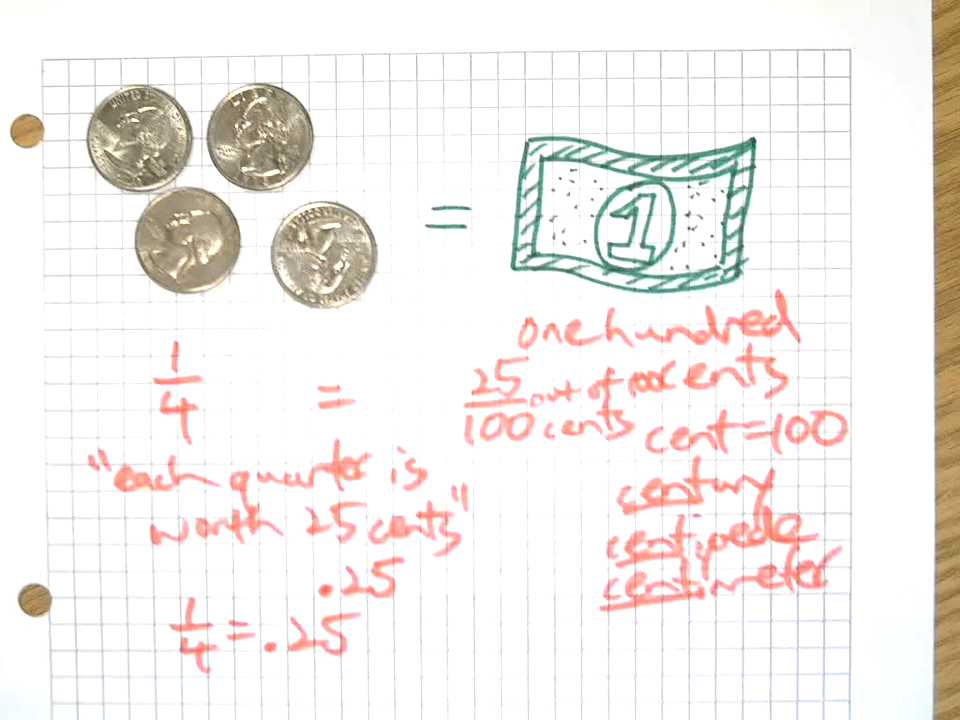 UNITED S
=
1
one hundred
cents
1/4 = 25/100 out of 100 cents
cent=100
"each quarter is
worth 25 cents"
century
centipede
centimeter
.25
1/4 = .25